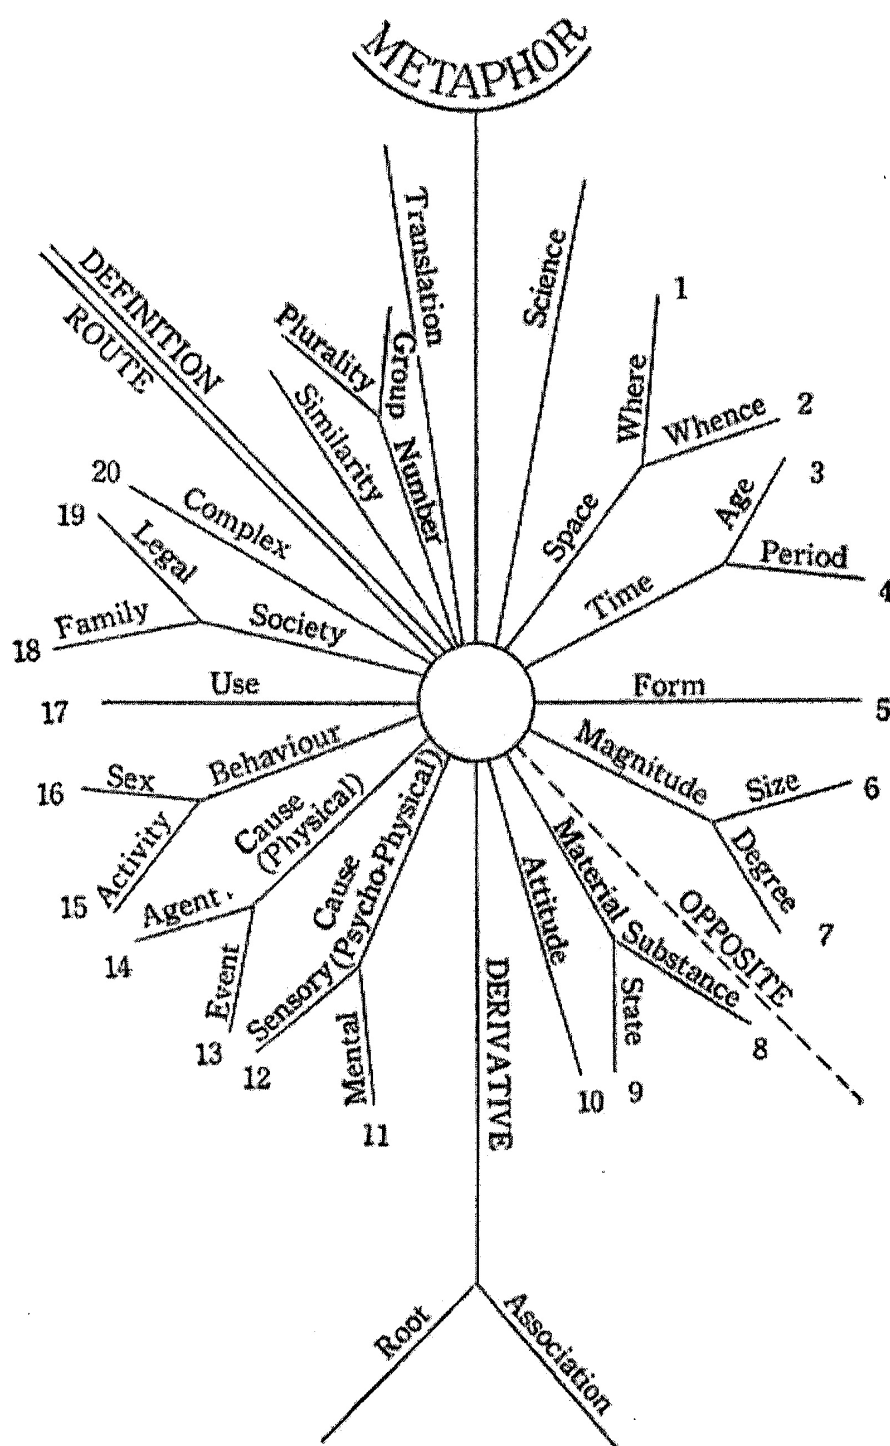 METAPHOR
Translation
Science
DEFINITION
ROUTE
Plurality
Group
Number
Similarity
Space
Where
1
Whence
2
Time
Age
3
Period
4
Form
5
Magnitude
Size
6
Degree
7
OPPOSITE
Material
Substance
8
State
9
Attitude
10
DERIVATIVE
Root
Association
Cause
(Psycho-Physical)
Mental
11
Sensory
12
Cause
(Physical)
Event
13
Agent
14
Behaviour
Activity
15
Sex
16
Use
17
Society
Family
18
Legal
19
Complex
20